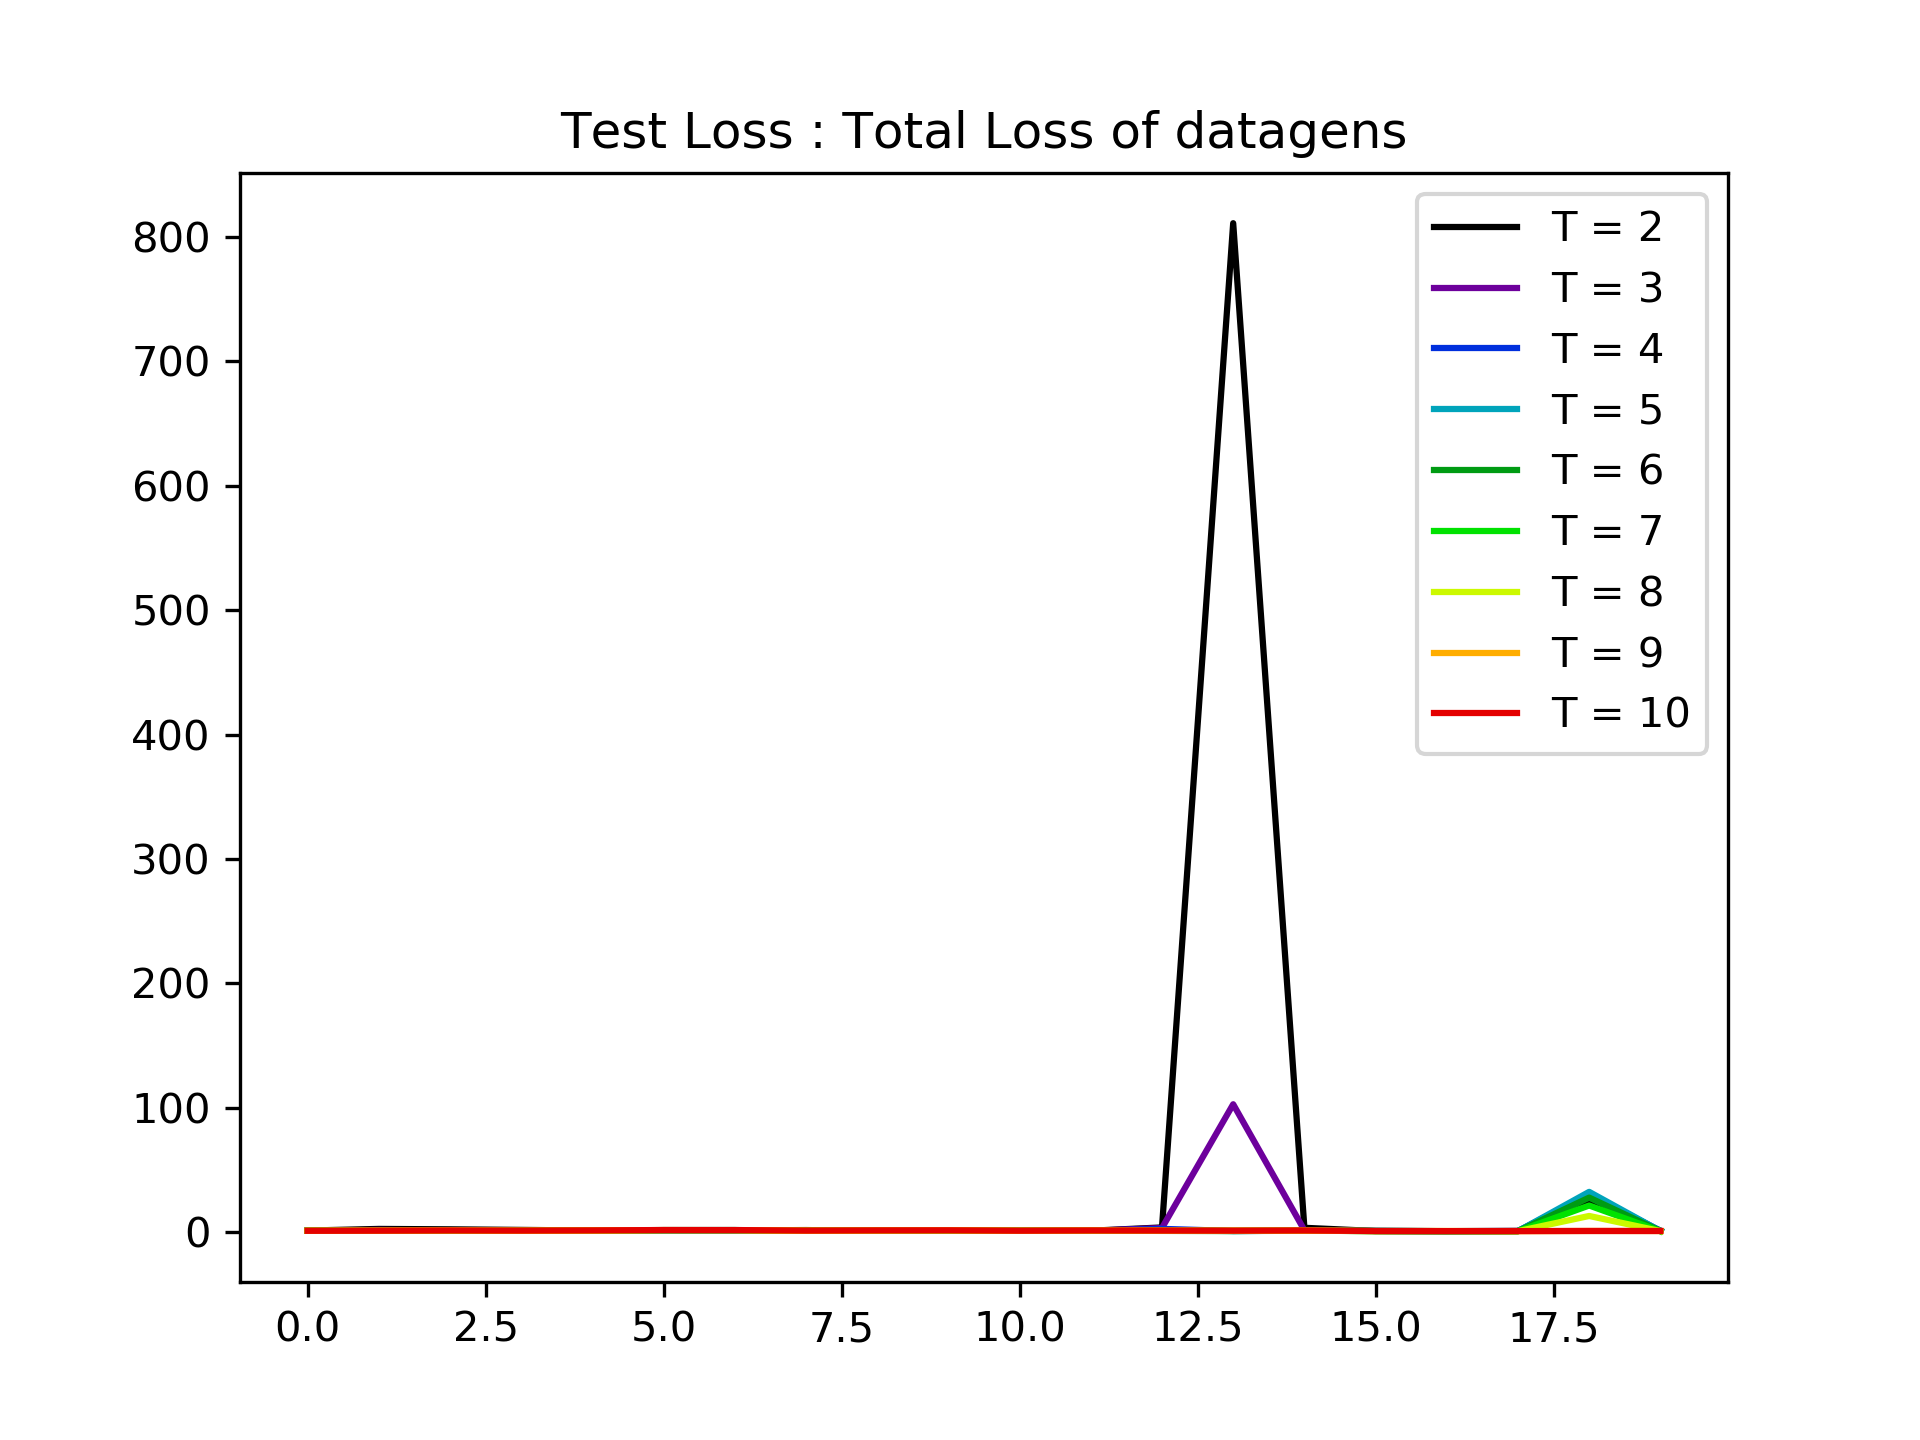 Test Loss : Total Loss of datagens
800
700
600
500
400
300
200
100
0
0.0 2.5 5.0 7.5 10.0 12.5 15.0 17.5
T = 2
T = 3
T = 4
T = 5
T = 6
T = 7
T = 8
T = 9
T = 10